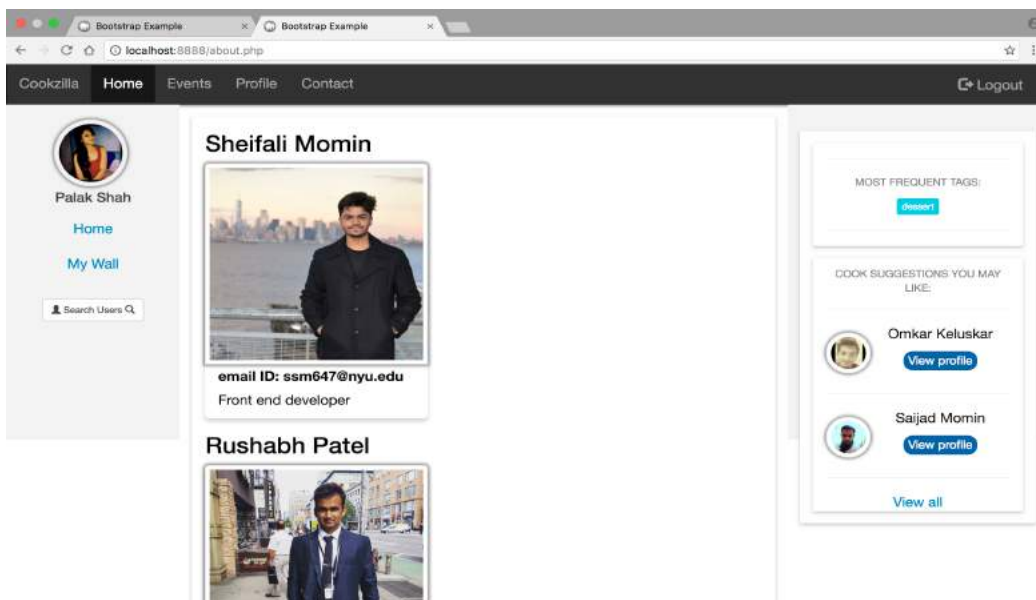 Bootstrap Example
Bootstrap Example
localhost:8888/about.php
Cookzilla Home Events Profile Contact Logout
Palak Shah
Home
My Wall
Search Users
Sheifali Momin
email ID: ssm647@nyu.edu
Front end developer
Rushabh Patel
MOST FREQUENT TAGS:
dessert
COOK SUGGESTIONS YOU MAY
LIKE:
Omkar Keluskar
View profile
Saijad Momin
View profile
View all